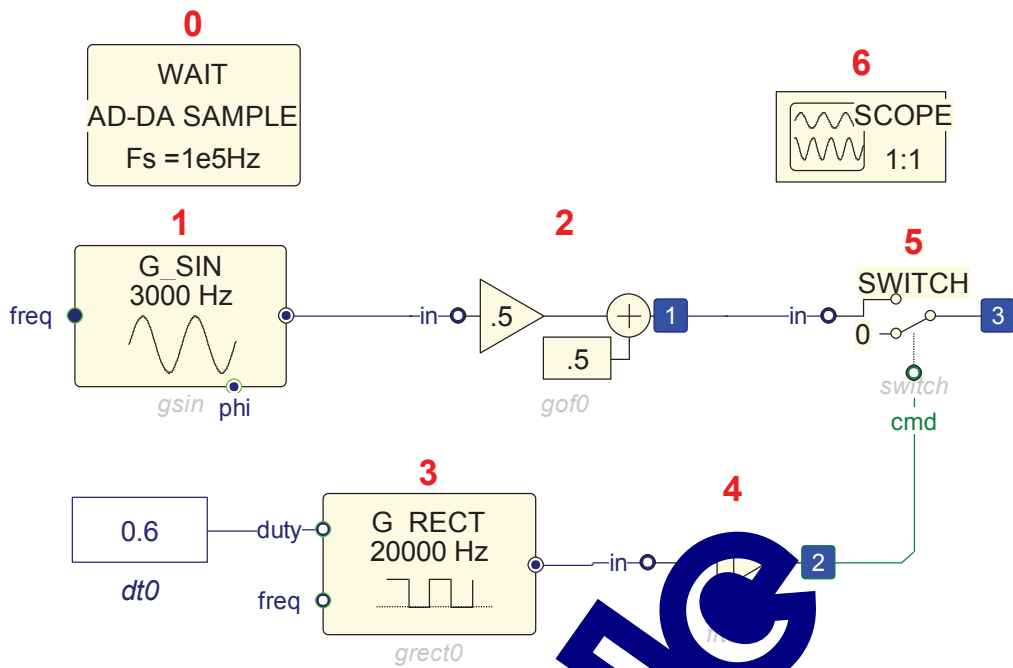 0
WAIT
AD-DA SAMPLE
Fs =1e5Hz
6
SCOPE
1:1
1
G_SIN
3000 Hz
freq
phi
gsin
2
in
.5
.5
1
gof0
5
SWITCH
in
0
3
switch
cmd
0.6
dt0
3
G RECT
20000 Hz
duty
freq
grect0
4
in
2